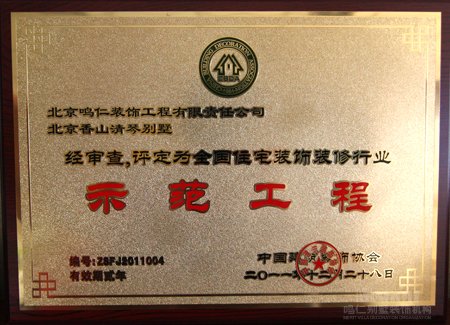 北京鸣仁装饰工程有限责任公司
北京香山清琴别墅
经审查,评定为全国住宅装饰装修行业
示范工程
编号:ZSFJ2011004
有效期贰年
中国建筑装饰协会
二〇一一年十二月二十八日
鸣仁别墅装饰机构